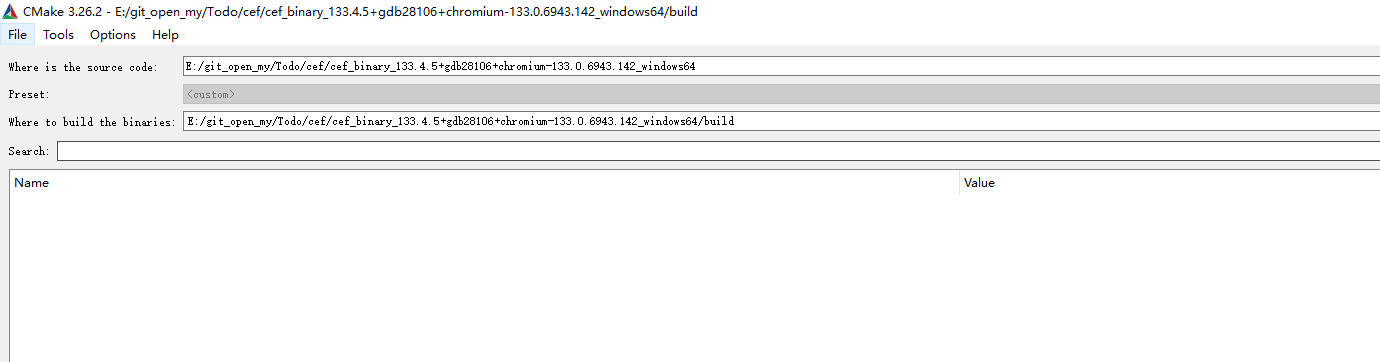 CMake 3.26.2 - E:/git_open_my/Todo/cef/cef_binary_133.4.5+gdb28106+chromium-133.0.6943.142_windows64/build
File Tools Options Help
Where is the source code: E:/git_open_my/Todo/cef/cef_binary_133.4.5+gdb28106+chromium-133.0.6943.142_windows64
Preset: <custom>
Where to build the binaries: E:/git_open_my/Todo/cef/cef_binary_133.4.5+gdb28106+chromium-133.0.6943.142_windows64/build
Search:
Name Value